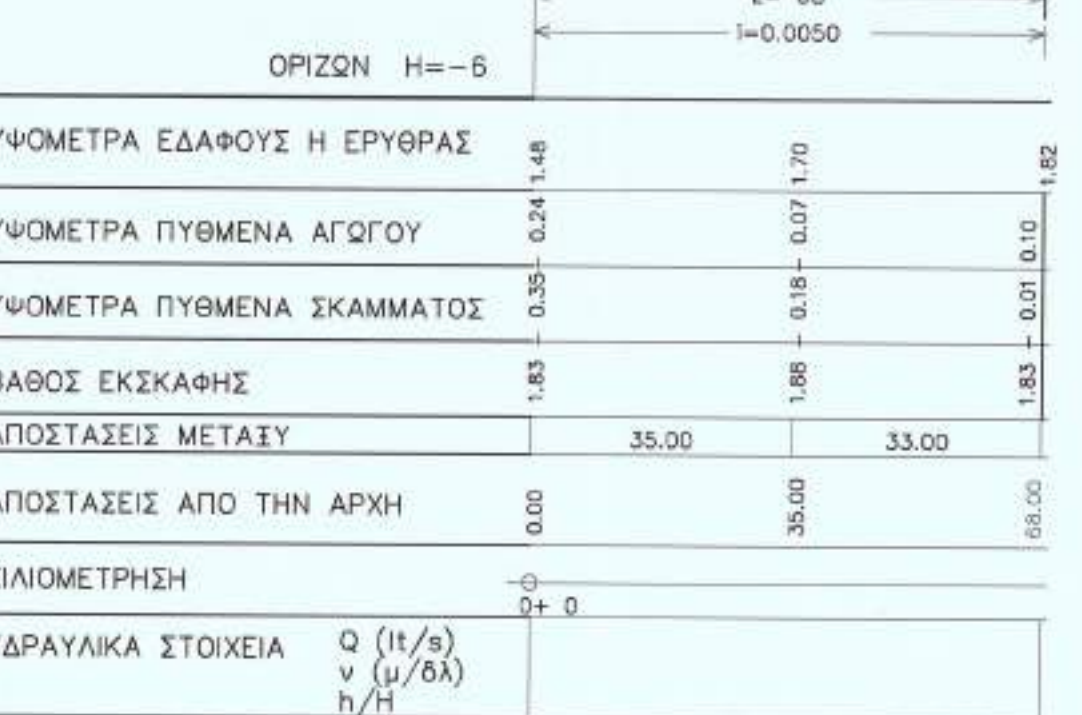 i=0.0050
ΟΡΙΖΩΝ H=-6
ΥΨΟΜΕΤΡΑ ΕΔΑΦΟΥΣ Η ΕΡΥΘΡΑΣ 1.48 1.70 1.82
ΥΨΟΜΕΤΡΑ ΠΥΘΜΕΝΑ ΑΓΩΓΟΥ - 0.24 - 0.07 0.10
ΥΨΟΜΕΤΡΑ ΠΥΘΜΕΝΑ ΣΚΑΜΜΑΤΟΣ - 0.35 - 0.18 - 0.01
ΒΑΘΟΣ ΕΚΣΚΑΦΗΣ 1.83 1.88 1.83
ΑΠΟΣΤΑΣΕΙΣ ΜΕΤΑΞΥ 35.00 33.00
ΑΠΟΣΤΑΣΕΙΣ ΑΠΟ ΤΗΝ ΑΡΧΗ 0.00 35.00 68.00
ΧΙΛΙΟΜΕΤΡΗΣΗ
0+ 0
ΥΔΡΑΥΛΙΚΑ ΣΤΟΙΧΕΙΑ Q (lt/s)
v (μ/δλ)
h/H